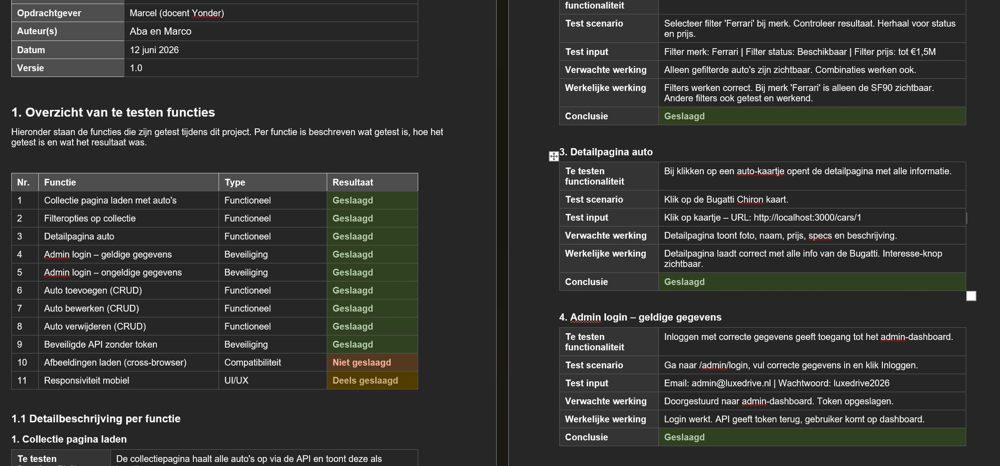 Opdrachtgever Marcel (docent Yonder)
Auteur(s) Aba en Marco
Datum 12 juni 2026
Versie 1.0
1. Overzicht van te testen functies
Hieronder staan de functies die zijn getest tijdens dit project. Per functie is beschreven wat getest is, hoe het
getest is en wat het resultaat was.
Nr. Functie Type Resultaat
1 Collectie pagina laden met auto's Functioneel Geslaagd
2 Filteropties op collectie Functioneel Geslaagd
3 Detailpagina auto Functioneel Geslaagd
4 Admin login – geldige gegevens Beveiliging Geslaagd
5 Admin login – ongeldige gegevens Beveiliging Geslaagd
6 Auto toevoegen (CRUD) Functioneel Geslaagd
7 Auto bewerken (CRUD) Functioneel Geslaagd
8 Auto verwijderen (CRUD) Functioneel Geslaagd
9 Beveiligde API zonder token Beveiliging Geslaagd
10 Afbeeldingen laden (cross-browser) Compatibiliteit Niet geslaagd
11 Responsiviteit mobiel UI/UX Deels geslaagd
1.1 Detailbeschrijving per functie
1. Collectie pagina laden
Te testen De collectiepagina haalt alle auto's op via de API en toont deze als
functionaliteit
Test scenario Selecteer filter 'Ferrari' bij merk. Controleer resultaat. Herhaal voor status
en prijs.
Test input Filter merk: Ferrari | Filter status: Beschikbaar | Filter prijs: tot €1,5M
Verwachte werking Alleen gefilterde auto's zijn zichtbaar. Combinaties werken ook.
Werkelijke werking Filters werken correct. Bij merk 'Ferrari' is alleen de SF90 zichtbaar.
Andere filters ook getest en werkend.
Conclusie Geslaagd
3. Detailpagina auto
Te testen Bij klikken op een auto-kaartje opent de detailpagina met alle informatie.
functionaliteit
Test scenario Klik op de Bugatti Chiron kaart.
Test input Klik op kaartje – URL: http://localhost:3000/cars/1
Verwachte werking Detailpagina toont foto, naam, prijs, specs en beschrijving.
Werkelijke werking Detailpagina laadt correct met alle info van de Bugatti. Interesse-knop
zichtbaar.
Conclusie Geslaagd
4. Admin login – geldige gegevens
Te testen Inloggen met correcte gegevens geeft toegang tot het admin-dashboard.
functionaliteit
Test scenario Ga naar /admin/login, vul correcte gegevens in en klik Inloggen.
Test input Email: admin@luxedrive.nl | Wachtwoord: luxedrive2026
Verwachte werking Doorgestuurd naar admin-dashboard. Token opgeslagen.
Werkelijke werking Login werkt. API geeft token terug, gebruiker komt op dashboard.
Conclusie Geslaagd